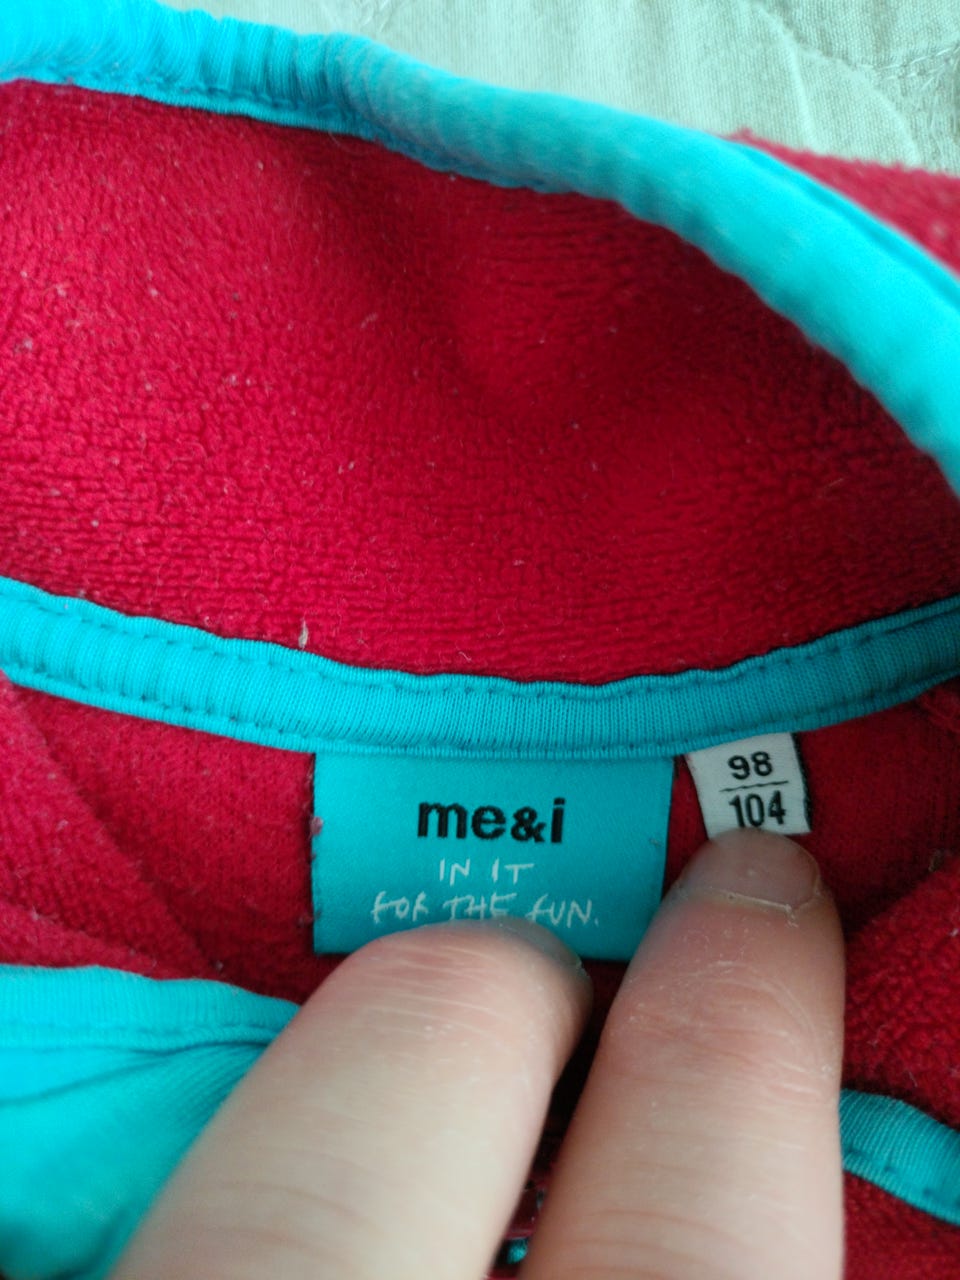 me&i
IN IT
FOR THE FUN.
98
104